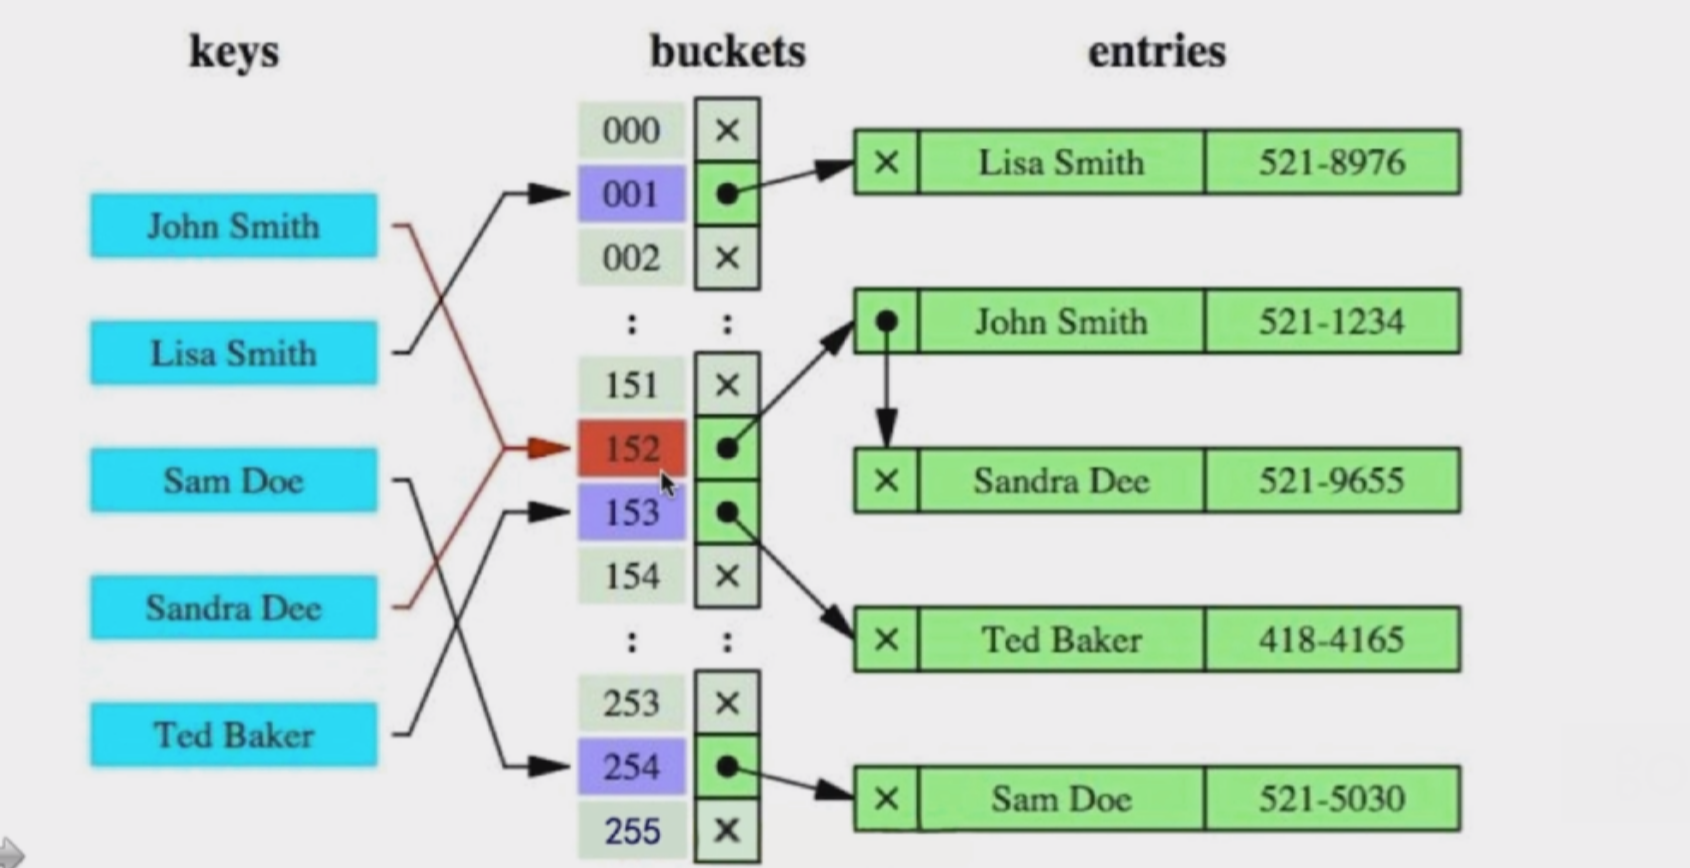 keys
buckets
entries
John Smith
Lisa Smith
Sam Doe
Sandra Dee
Ted Baker
000
001
002
:
:
151
152
153
154
:
:
253
254
255
Lisa Smith 521-8976
John Smith 521-1234
Sandra Dee 521-9655
Ted Baker 418-4165
Sam Doe 521-5030